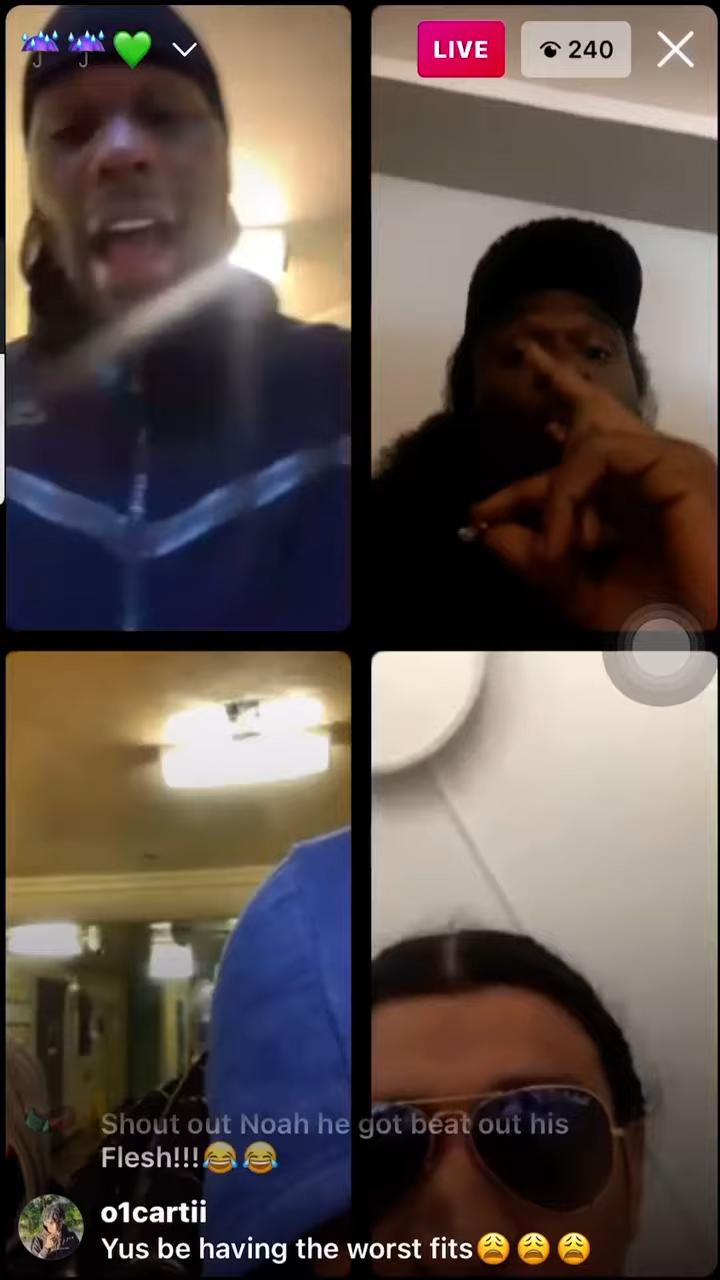 ☔☔💚
LIVE
240
Shout out Noah he got beat out his
Flesh!!!😂😂
o1cartii
Yus be having the worst fits😩😩😩